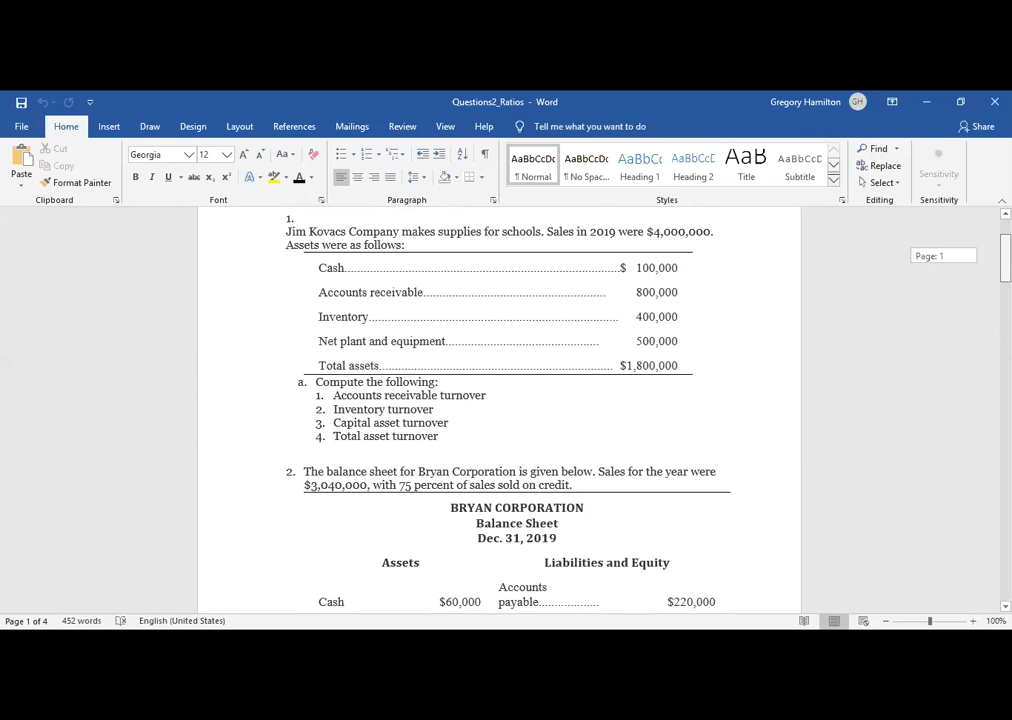 Questions2_Ratios - Word
Gregory Hamilton GH
File Home Insert Draw Design Layout References Mailings Review View Help Tell me what you want to do Share
Paste
Cut
Copy
Format Painter
Georgia 12 Aa
B I U abc x₂ x² A A
AaBbCcDc AaBbCcDc AaBbCc AaBbCcD AaBb AaBbCcD
¶ Normal ¶ No Spac... Heading 1 Heading 2 Title Subtitle
Find
Replace
Select
Sensitivity
Clipboard Font Paragraph Styles Editing Sensitivity
1.
Jim Kovacs Company makes supplies for schools. Sales in 2019 were $4,000,000.
Assets were as follows:
Page: 1
Cash.....................................................................................$ 100,000
Accounts receivable......................................................... 800,000
Inventory.............................................................................. 400,000
Net plant and equipment................................................ 500,000
Total assets......................................................................... $1,800,000
a. Compute the following:
1. Accounts receivable turnover
2. Inventory turnover
3. Capital asset turnover
4. Total asset turnover
2. The balance sheet for Bryan Corporation is given below. Sales for the year were
$3,040,000, with 75 percent of sales sold on credit.
BRYAN CORPORATION
Balance Sheet
Dec. 31, 2019
Assets Liabilities and Equity
Accounts
Cash $60,000 payable................... $220,000
Page 1 of 4 452 words English (United States) 100%